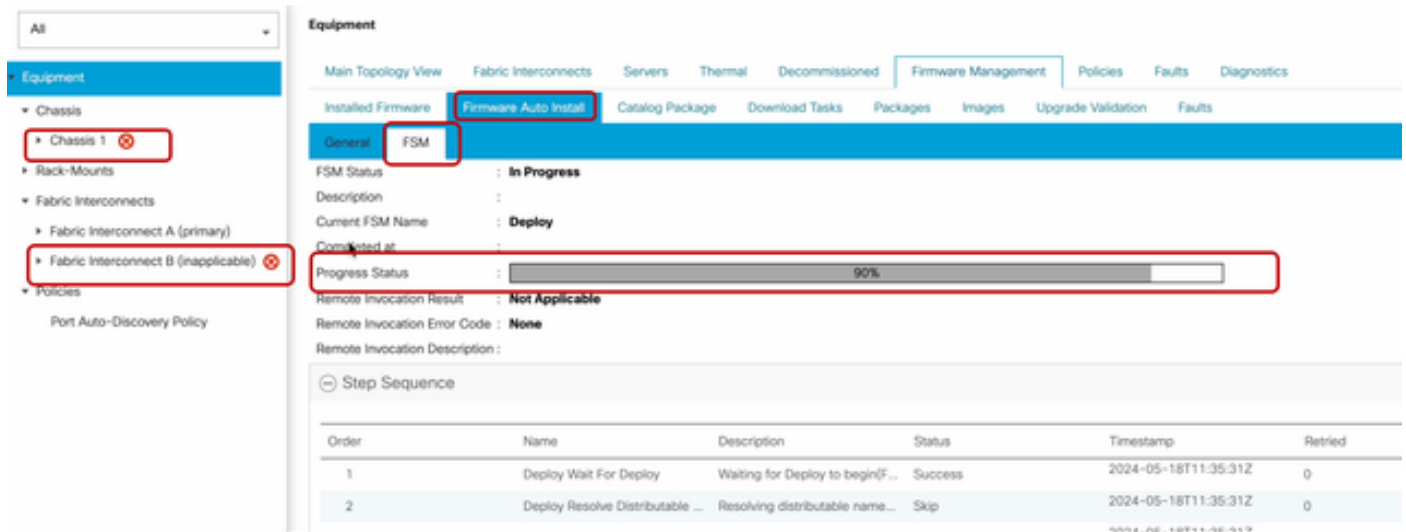 All
Equipment
Chassis
Chassis 1
Rack-Mounts
Fabric Interconnects
Fabric Interconnect A (primary)
Fabric Interconnect B (inapplicable)
Policies
Port Auto-Discovery Policy
Equipment
Main Topology View Fabric Interconnects Servers Thermal Decommissioned Firmware Management Policies Faults Diagnostics
Installed Firmware Firmware Auto Install Catalog Package Download Tasks Packages Images Upgrade Validation Faults
General FSM
FSM Status : In Progress
Description :
Current FSM Name : Deploy
Completed at :
Progress Status : 90%
Remote Invocation Result : Not Applicable
Remote Invocation Error Code : None
Remote Invocation Description :
Step Sequence
Order Name Description Status Timestamp Retried
1 Deploy Wait For Deploy Waiting for Deploy to begin(F... Success 2024-05-18T11:35:31Z 0
2 Deploy Resolve Distributable ... Resolving distributable name... Skip 2024-05-18T11:35:31Z 0
2024-05-18T11:35:31Z